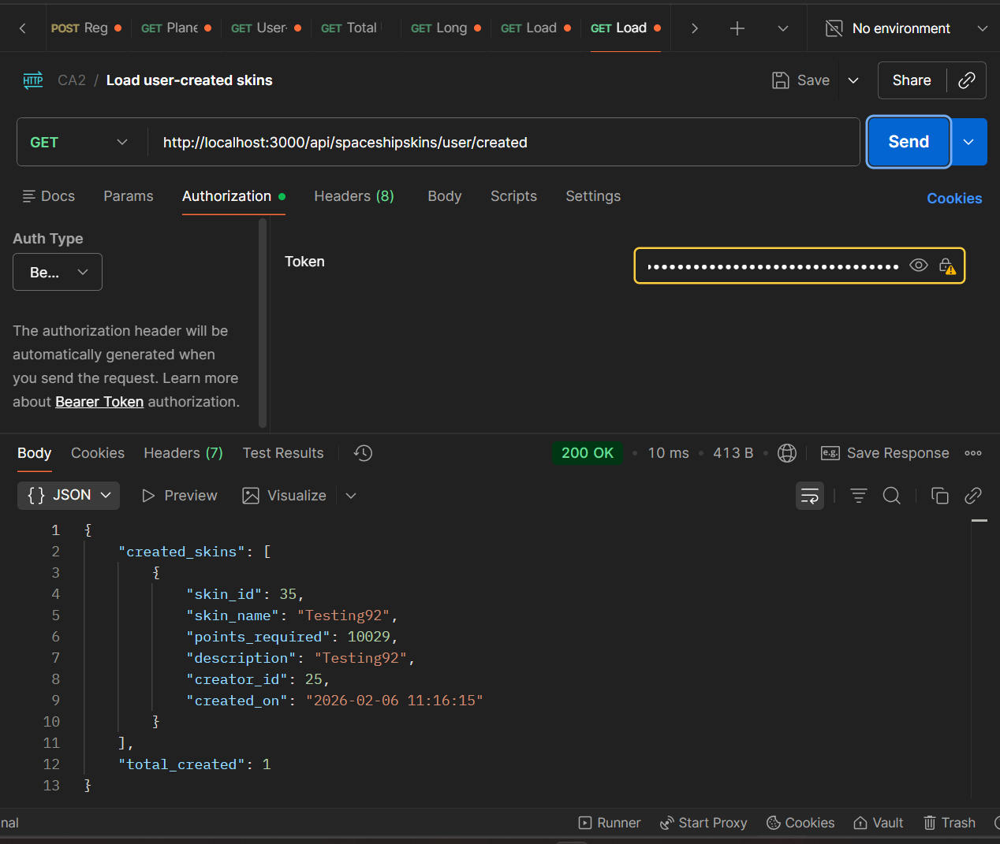 POST Reg GET Plane GET User- GET Total GET Long GET Load GET Load No environment
HTTP CA2 / Load user-created skins Save Share
GET http://localhost:3000/api/spaceshipskins/user/created Send
Docs Params Authorization Headers (8) Body Scripts Settings Cookies
Auth Type
Be...
Token
The authorization header will be
automatically generated when
you send the request. Learn more
about Bearer Token authorization.
Body Cookies Headers (7) Test Results 200 OK • 10 ms • 413 B • e.g. Save Response
{} JSON Preview Visualize
1 {
2 "created_skins": [
3 {
4 "skin_id": 35,
5 "skin_name": "Testing92",
6 "points_required": 10029,
7 "description": "Testing92",
8 "creator_id": 25,
9 "created_on": "2026-02-06 11:16:15"
10 }
11 ],
12 "total_created": 1
13 }
nal Runner Start Proxy Cookies Vault Trash